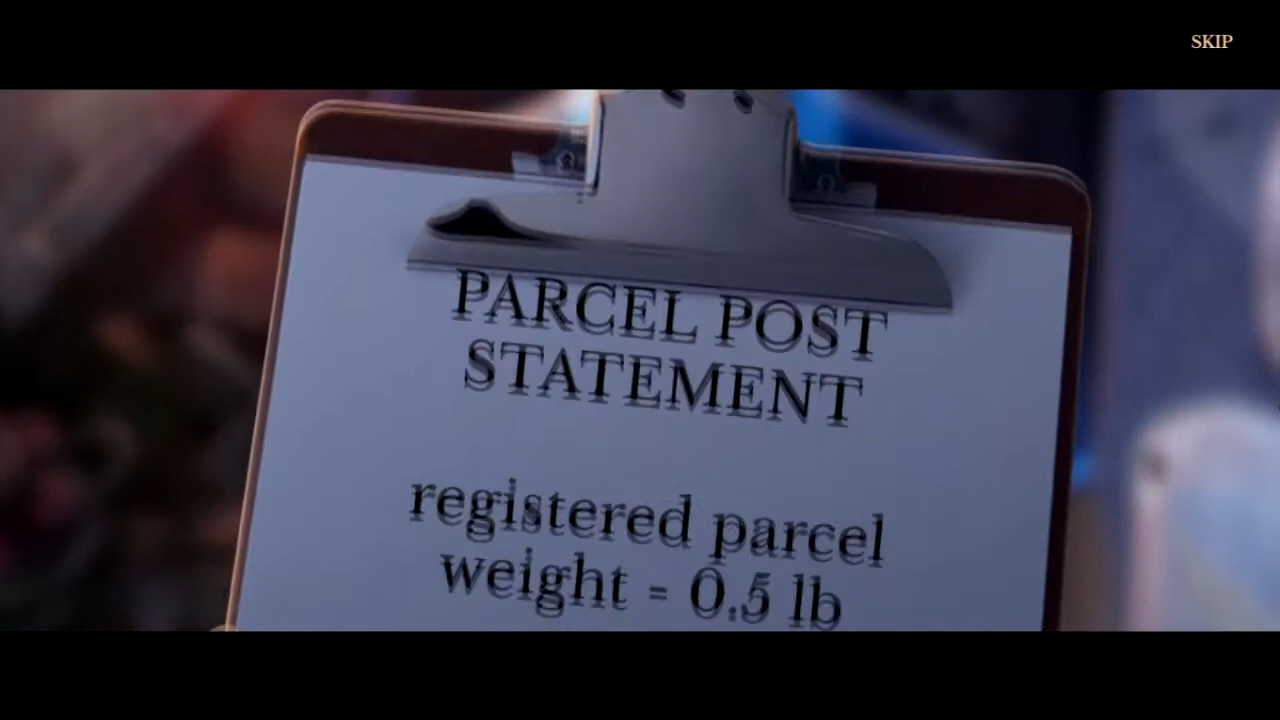 SKIP
PARCEL POST
STATEMENT
registered parcel
weight = 0.5 lb